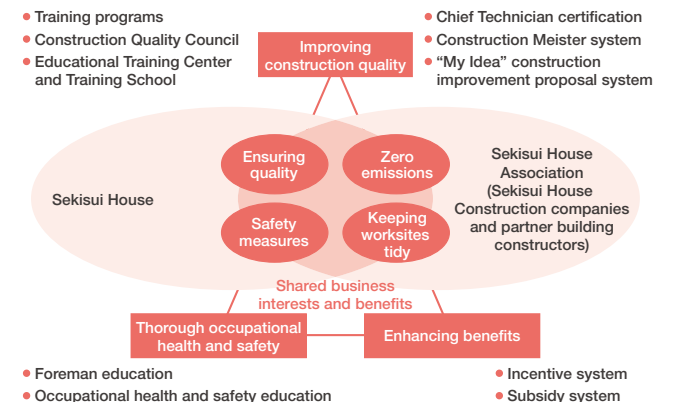 • Training programs
• Construction Quality Council
• Educational Training Center
and Training School
Improving
construction quality
• Chief Technician certification
• Construction Meister system
• “My Idea” construction
improvement proposal system
Sekisui House
Ensuring
quality
Zero
emissions
Safety
measures
Keeping
worksites
tidy
Sekisui House
Association
(Sekisui House
Construction companies
and partner building
constructors)
Shared business
interests and benefits
Thorough occupational
health and safety
Enhancing benefits
• Foreman education
• Occupational health and safety education
• Incentive system
• Subsidy system